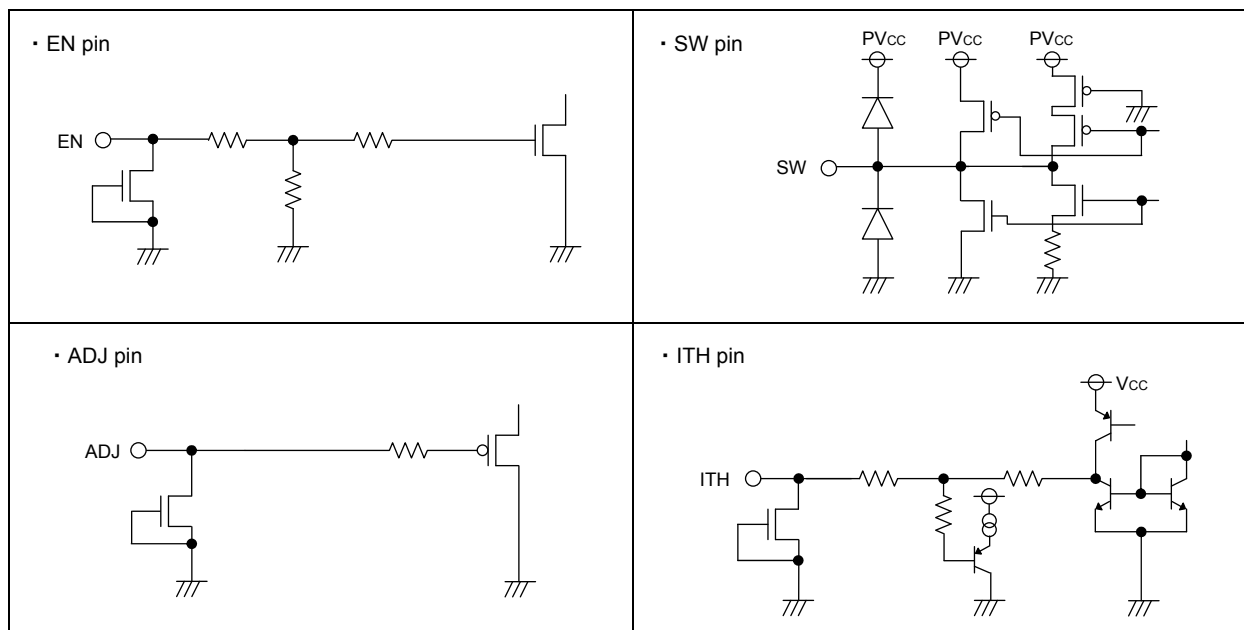 ・ EN pin
EN
・ SW pin
PVCC PVCC PVCC
SW
・ ADJ pin
ADJ
・ ITH pin
VCC
ITH